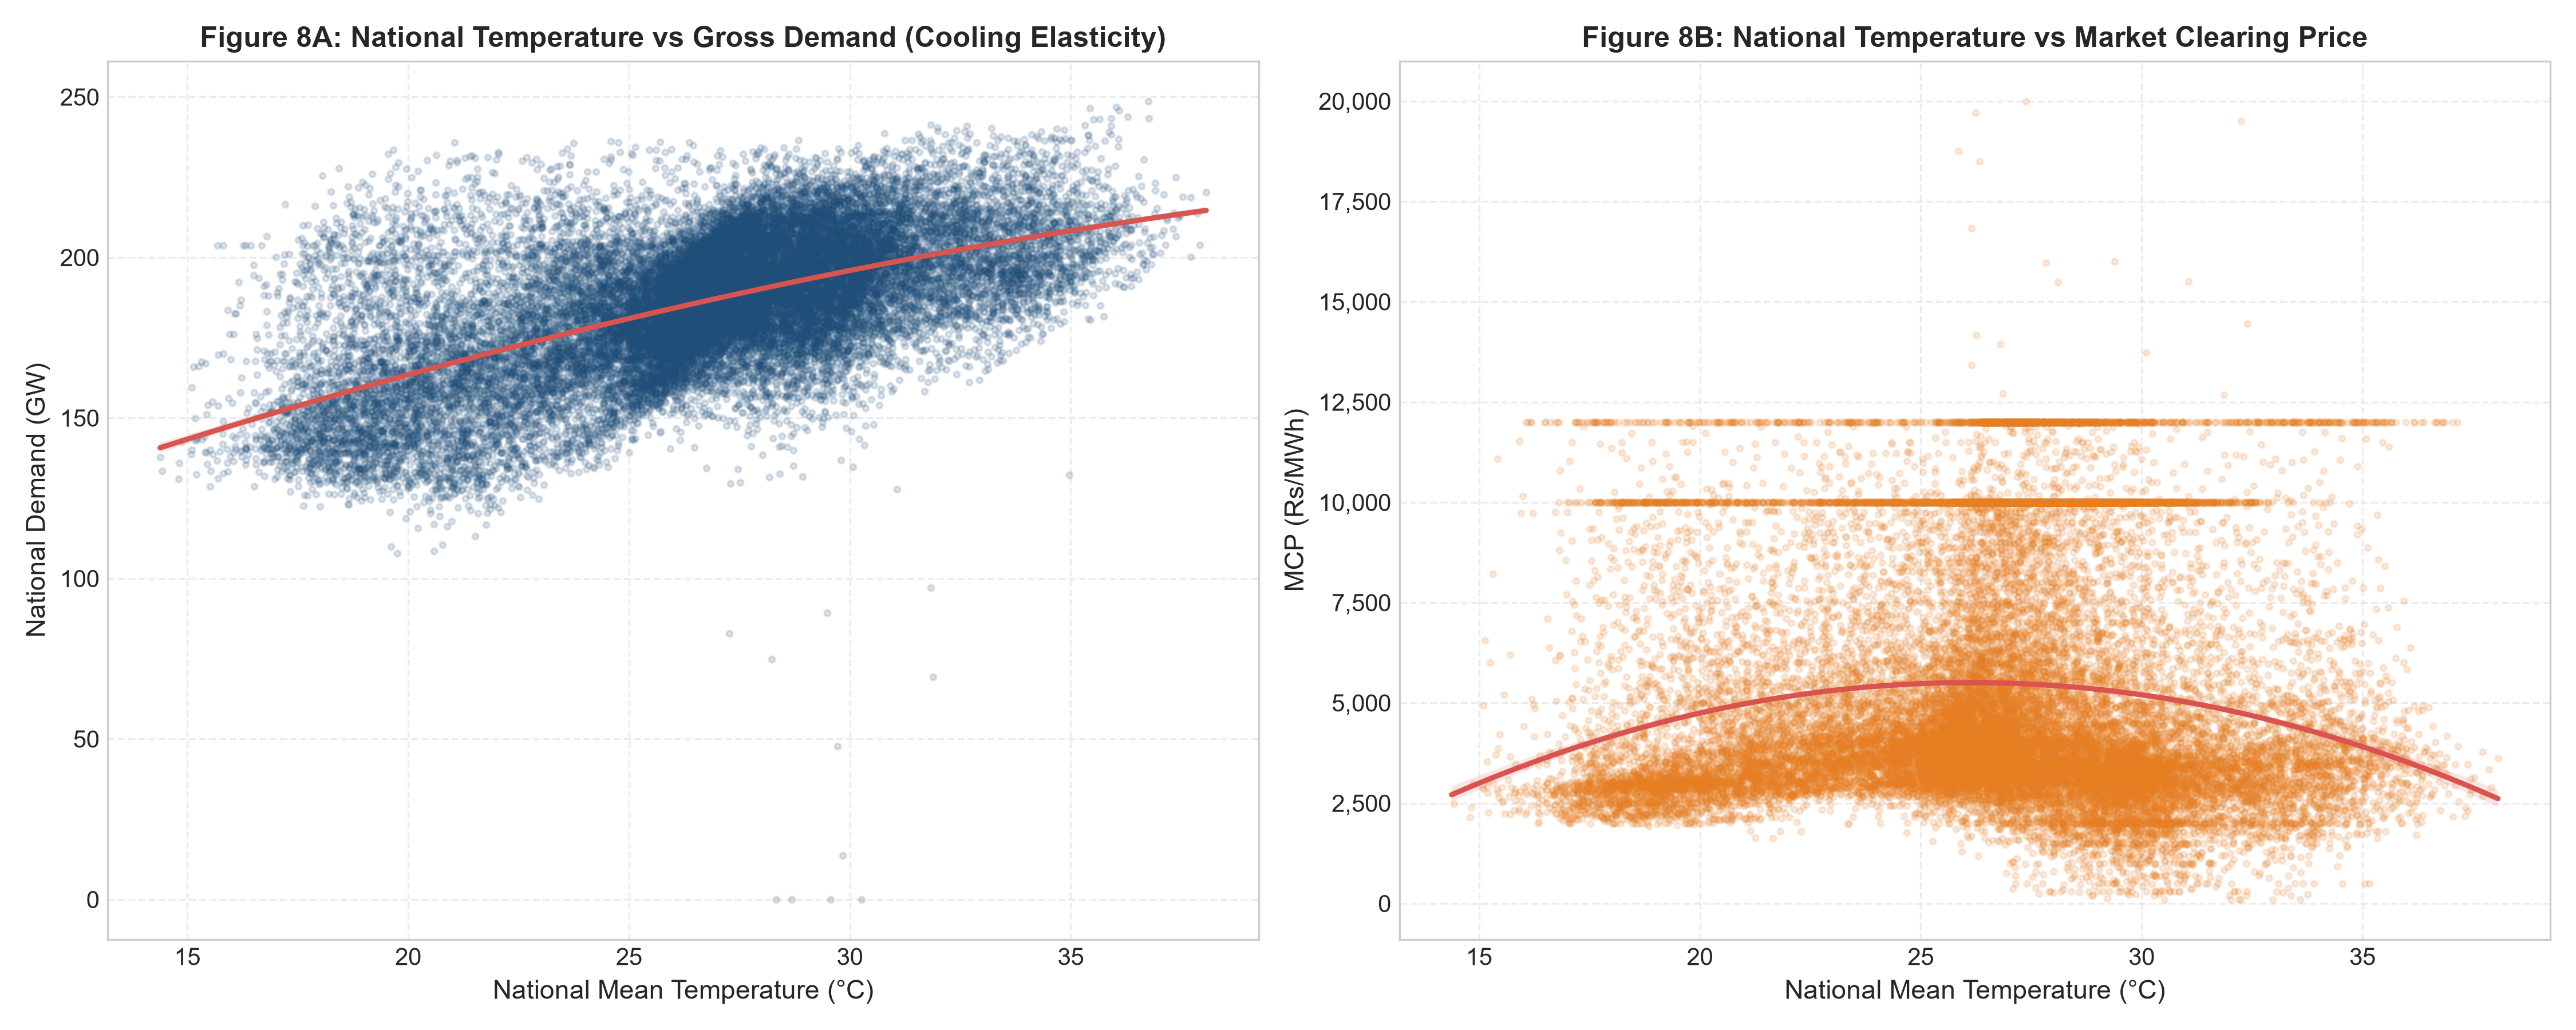 Figure 8A: National Temperature vs Gross Demand (Cooling Elasticity)
250
200
150
100
50
0
National Demand (GW)
15 20 25 30 35
National Mean Temperature (°C)
Figure 8B: National Temperature vs Market Clearing Price
20,000
17,500
15,000
12,500
10,000
7,500
5,000
2,500
0
MCP (Rs/MWh)
15 20 25 30 35
National Mean Temperature (°C)